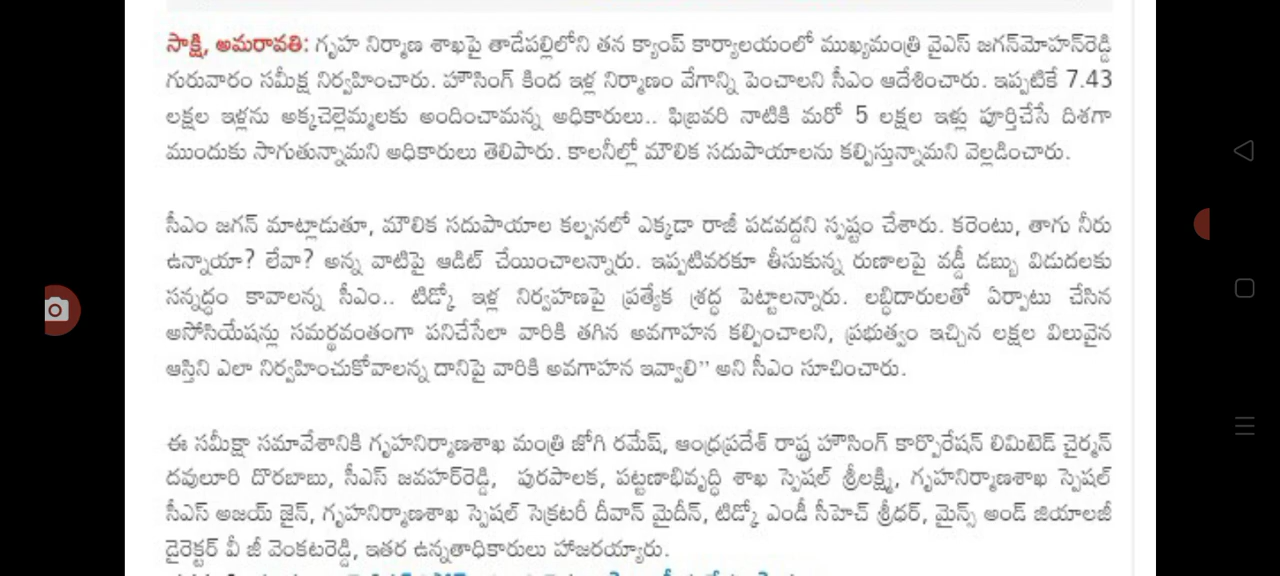 సాక్షి, అమరావతి: గృహ నిర్మాణ శాఖపై తాడేపల్లిలోని తన క్యాంప్ కార్యాలయంలో ముఖ్యమంత్రి వైఎస్ జగన్‌మోహన్‌రెడ్డి
గురువారం సమీక్ష నిర్వహించారు. హౌసింగ్ కింద ఇళ్ల నిర్మాణం వేగాన్ని పెంచాలని సీఎం ఆదేశించారు. ఇప్పటికే 7.43
లక్షల ఇళ్లను అక్కచెల్లెమ్మలకు అందించామన్న అధికారులు.. ఫిబ్రవరి నాటికి మరో 5 లక్షల ఇళ్లు పూర్తిచేసే దిశగా
ముందుకు సాగుతున్నామని అధికారులు తెలిపారు. కాలనీల్లో మౌలిక సదుపాయాలను కల్పిస్తున్నామని వెల్లడించారు.
సీఎం జగన్ మాట్లాడుతూ, మౌలిక సదుపాయాల కల్పనలో ఎక్కడా రాజీ పడవద్దని స్పష్టం చేశారు. కరెంటు, తాగు నీరు
ఉన్నాయా? లేవా? అన్న వాటిపై ఆడిట్ చేయించాలన్నారు. ఇప్పటివరకూ తీసుకున్న రుణాలపై వడ్డీ డబ్బు విడుదలకు
సన్నద్ధం కావాలన్న సీఎం.. టిడ్కో ఇళ్ల నిర్వహణపై ప్రత్యేక శ్రద్ధ పెట్టాలన్నారు. లబ్ధిదారులతో ఏర్పాటు చేసిన
అసోసియేషన్లు సమర్థవంతంగా పనిచేసేలా వారికి తగిన అవగాహన కల్పించాలని, ప్రభుత్వం ఇచ్చిన లక్షల విలువైన
ఆస్తిని ఎలా నిర్వహించుకోవాలన్న దానిపై వారికి అవగాహన ఇవ్వాలి’’ అని సీఎం సూచించారు.
ఈ సమీక్షా సమావేశానికి గృహనిర్మాణశాఖ మంత్రి జోగి రమేష్, ఆంధ్రప్రదేశ్ రాష్ట్ర హౌసింగ్ కార్పొరేషన్ లిమిటెడ్ చైర్మన్
దవులూరి దొరబాబు, సీఎస్ జవహర్‌రెడ్డి, పురపాలక, పట్టణాభివృద్ధి శాఖ స్పెషల్ శ్రీలక్ష్మి, గృహనిర్మాణశాఖ స్పెషల్
సీఎస్ అజయ్ జైన్, గృహనిర్మాణశాఖ స్పెషల్ సెక్రటరీ దీవాన్ మైదీన్, టిడ్కో ఎండీ సీహెచ్ శ్రీధర్, మైన్స్ అండ్ జియాలజీ
డైరెక్టర్ వీ జీ వెంకటరెడ్డి, ఇతర ఉన్నతాధికారులు హాజరయ్యారు.